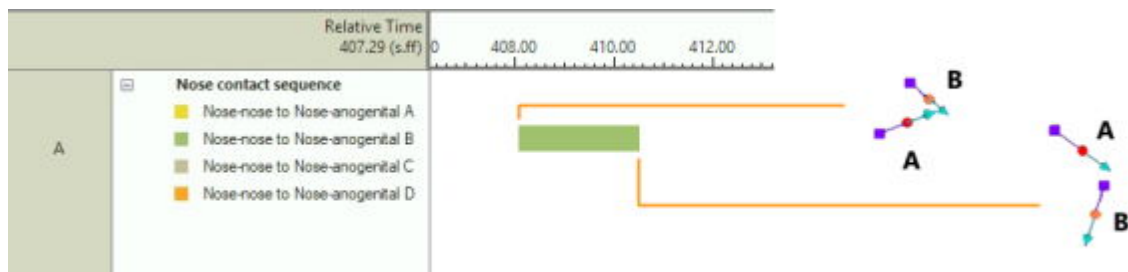 Relative Time
407.29 (s.ff)
0 408.00 410.00 412.00
Nose contact sequence
Nose-nose to Nose-anogenital A
Nose-nose to Nose-anogenital B
Nose-nose to Nose-anogenital C
Nose-nose to Nose-anogenital D
A
B
A
A
B